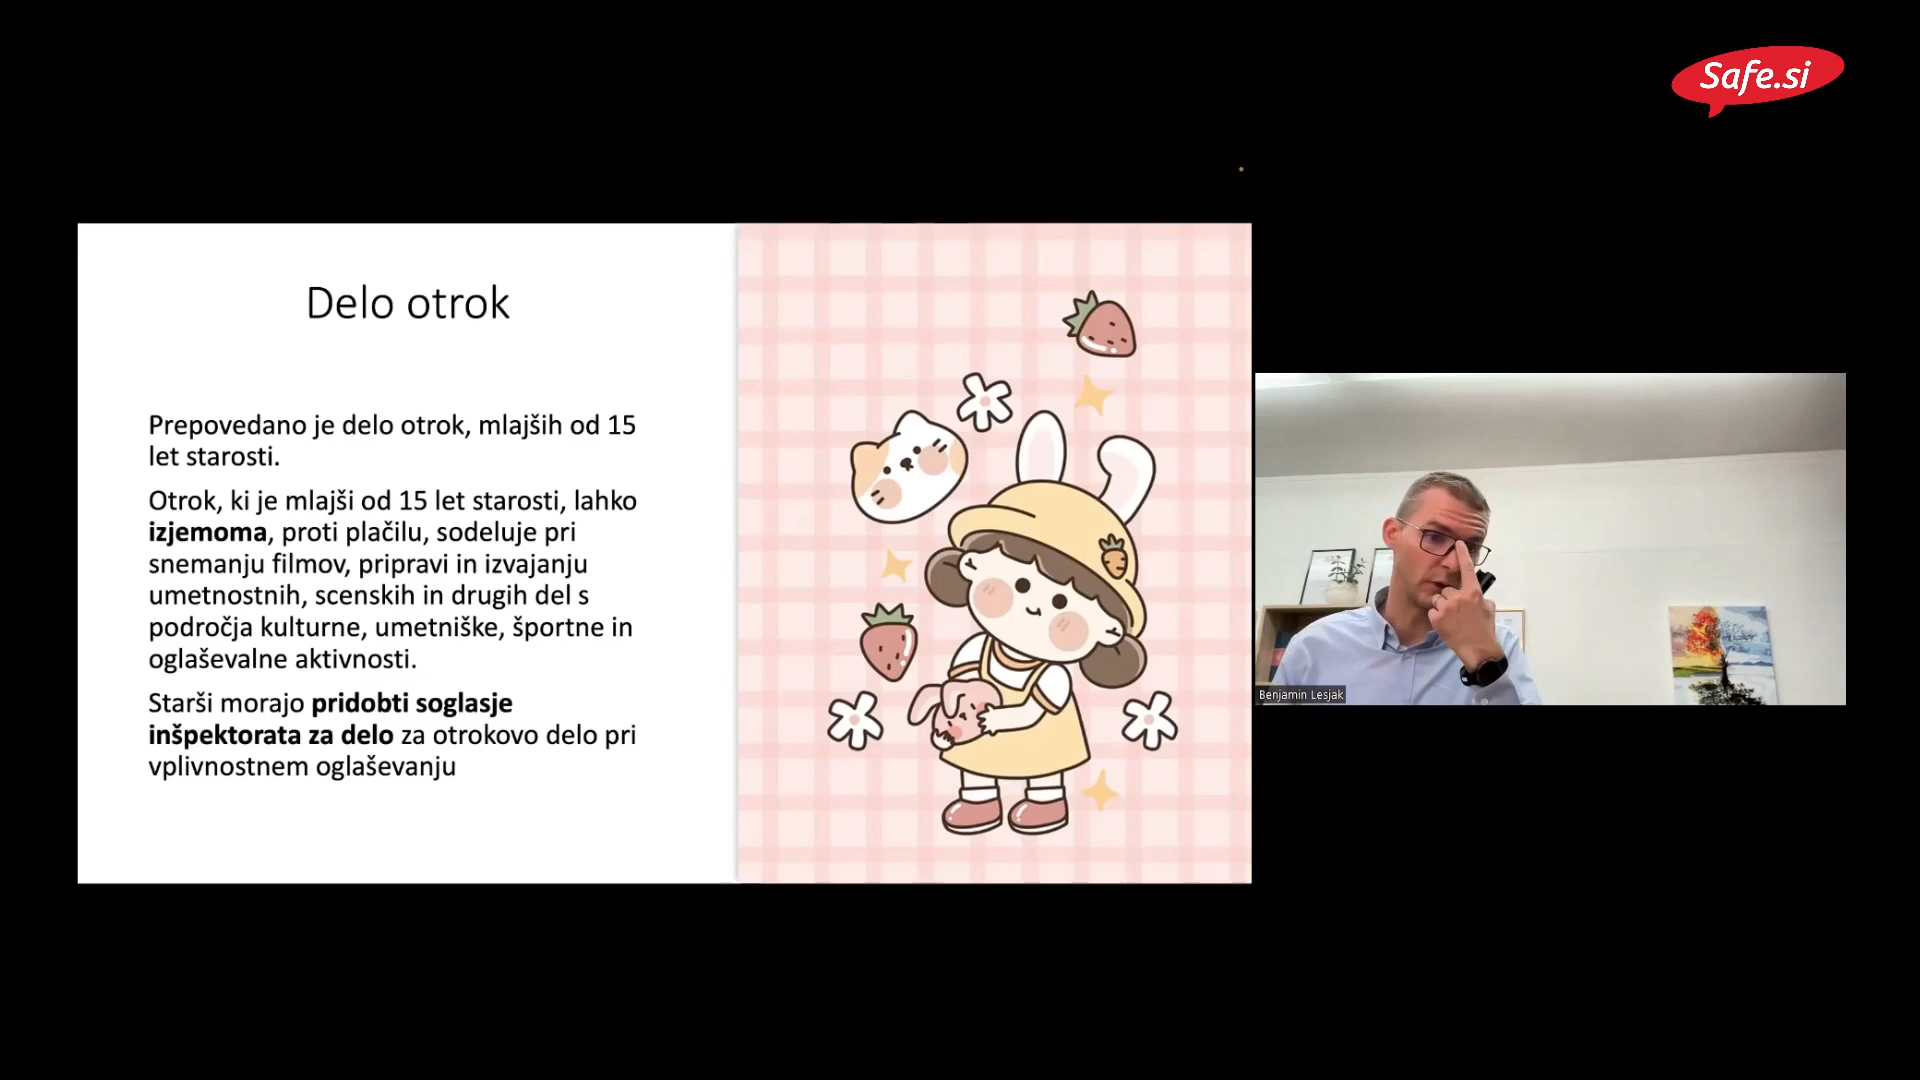 Safe.si
Delo otrok
Prepovedano je delo otrok, mlajših od 15
let starosti.
Otrok, ki je mlajši od 15 let starosti, lahko
izjemoma, proti plačilu, sodeluje pri
snemanju filmov, pripravi in izvajanju
umetnostnih, scenskih in drugih del s
področja kulturne, umetniške, športne in
oglaševalne aktivnosti.
Starši morajo pridobti soglasje
inšpektorata za delo za otrokovo delo pri
vplivnostnem oglaševanju
Benjamin Lesjak